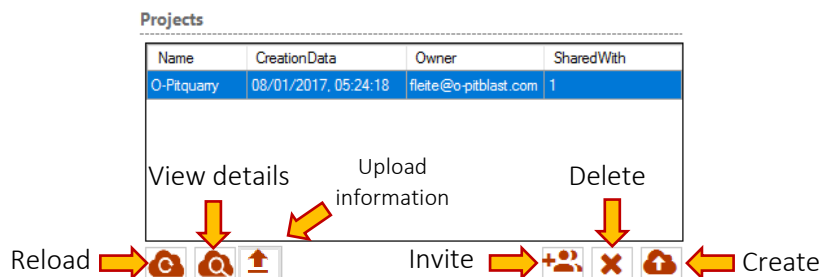 Projects
Name CreationData Owner SharedWith
O-Pitquarry 08/01/2017, 05:24:18 fleite@o-pitblast.com 1
View details
Upload
information
Delete
Reload
Invite
Create